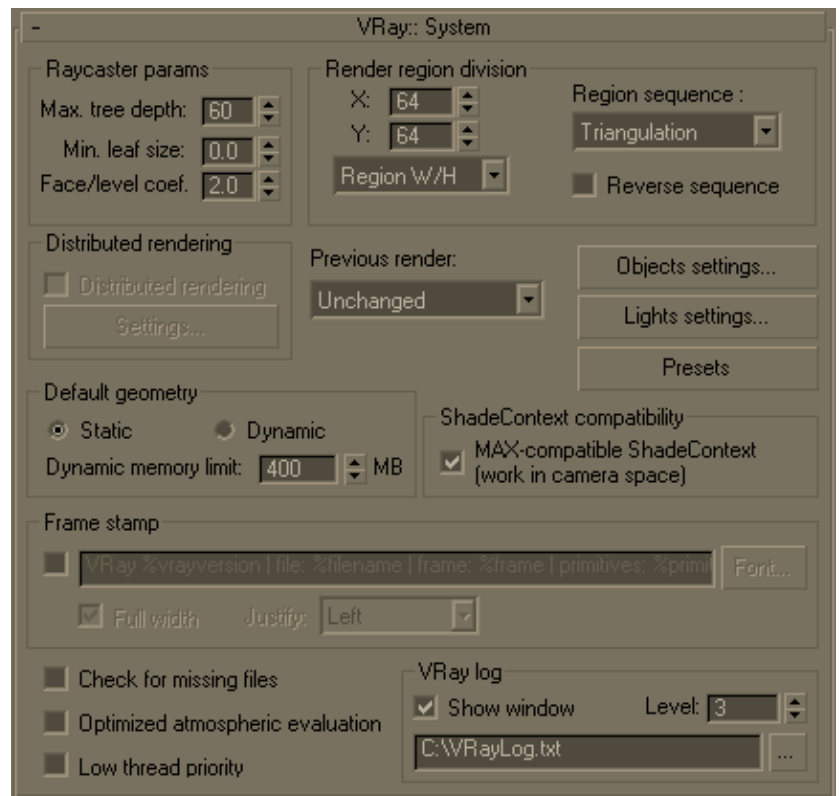 - VRay:: System
Raycaster params
Max. tree depth: 60
Min. leaf size: 0.0
Face/level coef. 2.0
Render region division
X: 64
Y: 64
Region W/H
Region sequence :
Triangulation
Reverse sequence
Distributed rendering
Distributed rendering
Settings...
Previous render:
Unchanged
Objects settings...
Lights settings...
Presets
Default geometry
Static Dynamic
Dynamic memory limit: 400 MB
ShadeContext compatibility
MAX-compatible ShadeContext
(work in camera space)
Frame stamp
VRay %vrayversion | file: %filename | frame: %frame | primitives: %primit Font...
Full width Justify: Left
Check for missing files
Optimized atmospheric evaluation
Low thread priority
VRay log
Show window Level: 3
C:\VRayLog.txt ...